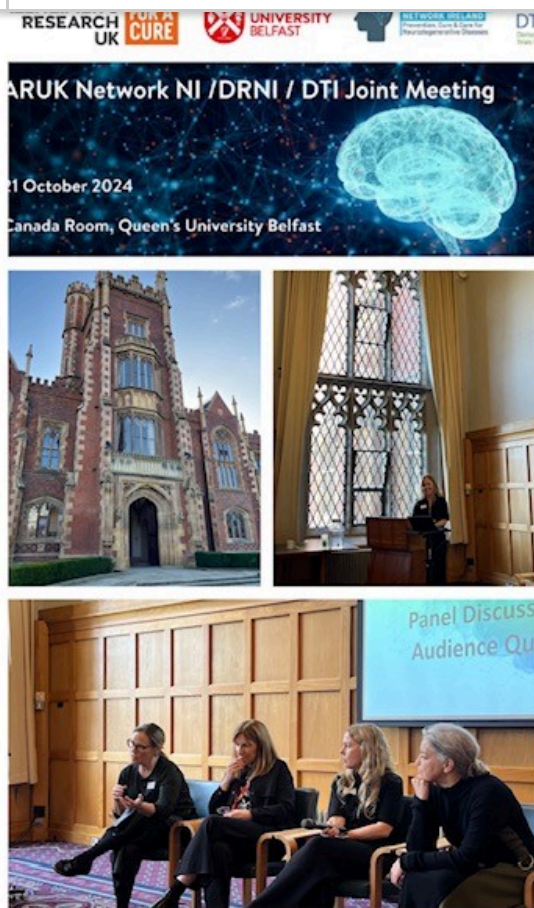 RESEARCH
UK
FOR A
CURE
UNIVERSITY
BELFAST
NETWORK IRELAND
Prevention, Cure & Care for
Neurodegenerative Diseases
DT
ARUK Network NI /DRNI / DTI Joint Meeting
21 October 2024
Canada Room, Queen's University Belfast
Panel Discuss
Audience Qu